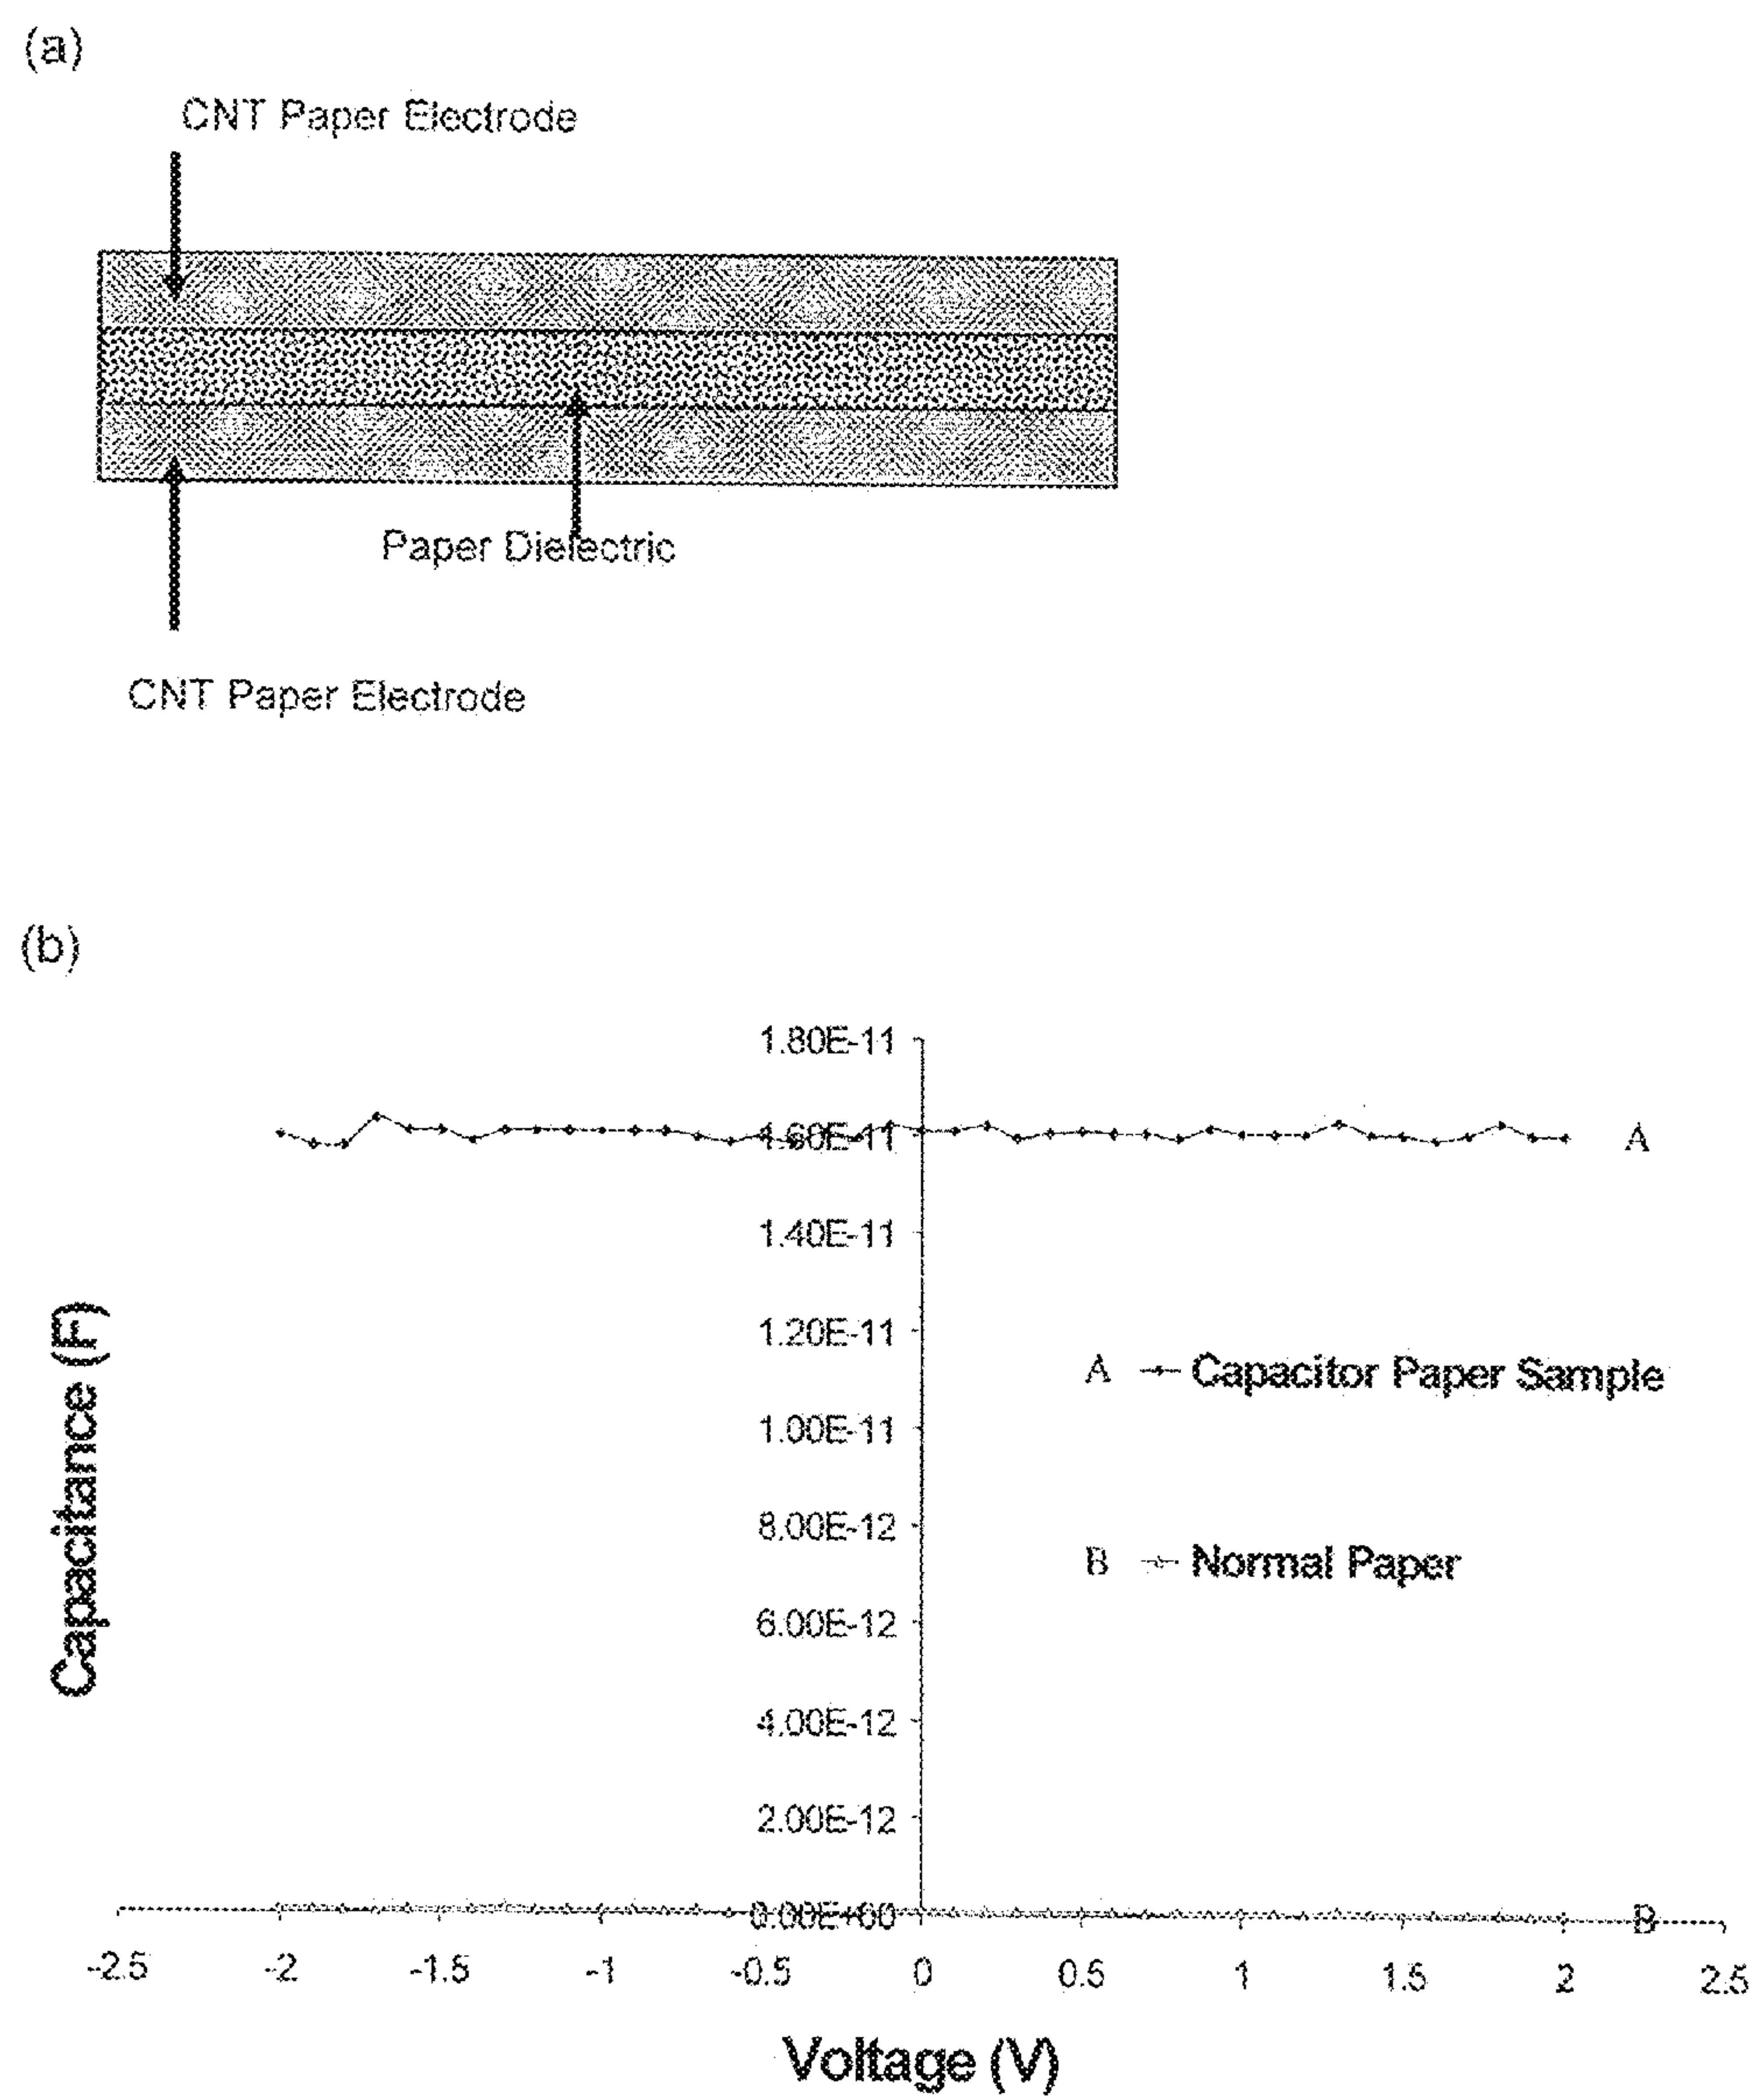 (a)
CNT Paper Electrode
Paper Dielectric
CNT Paper Electrode
(b)
1.80E-11
1.60E-11
A
1.40E-11
1.20E-11
A Capacitor Paper Sample
1.00E-11
8.00E-12
B Normal Paper
6.00E-12
4.00E-12
2.00E-12
0.00E+00
B
-2.5 -2 -1.5 -1 -0.5 0 0.5 1 1.5 2 2.5
Capacitance (F)
Voltage (V)